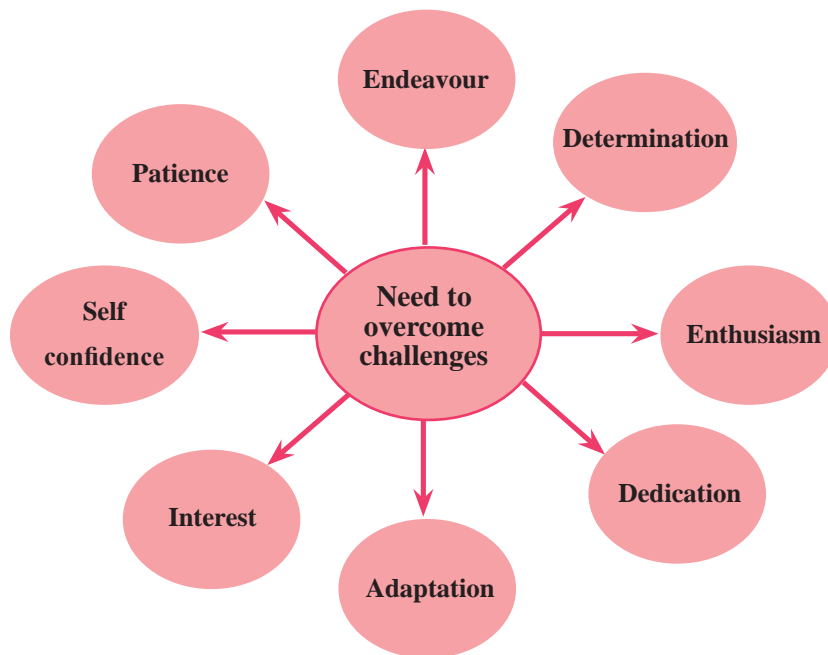 Endeavour
Determination
Patience
Need to
overcome
challenges
Self
confidence
Enthusiasm
Dedication
Interest
Adaptation